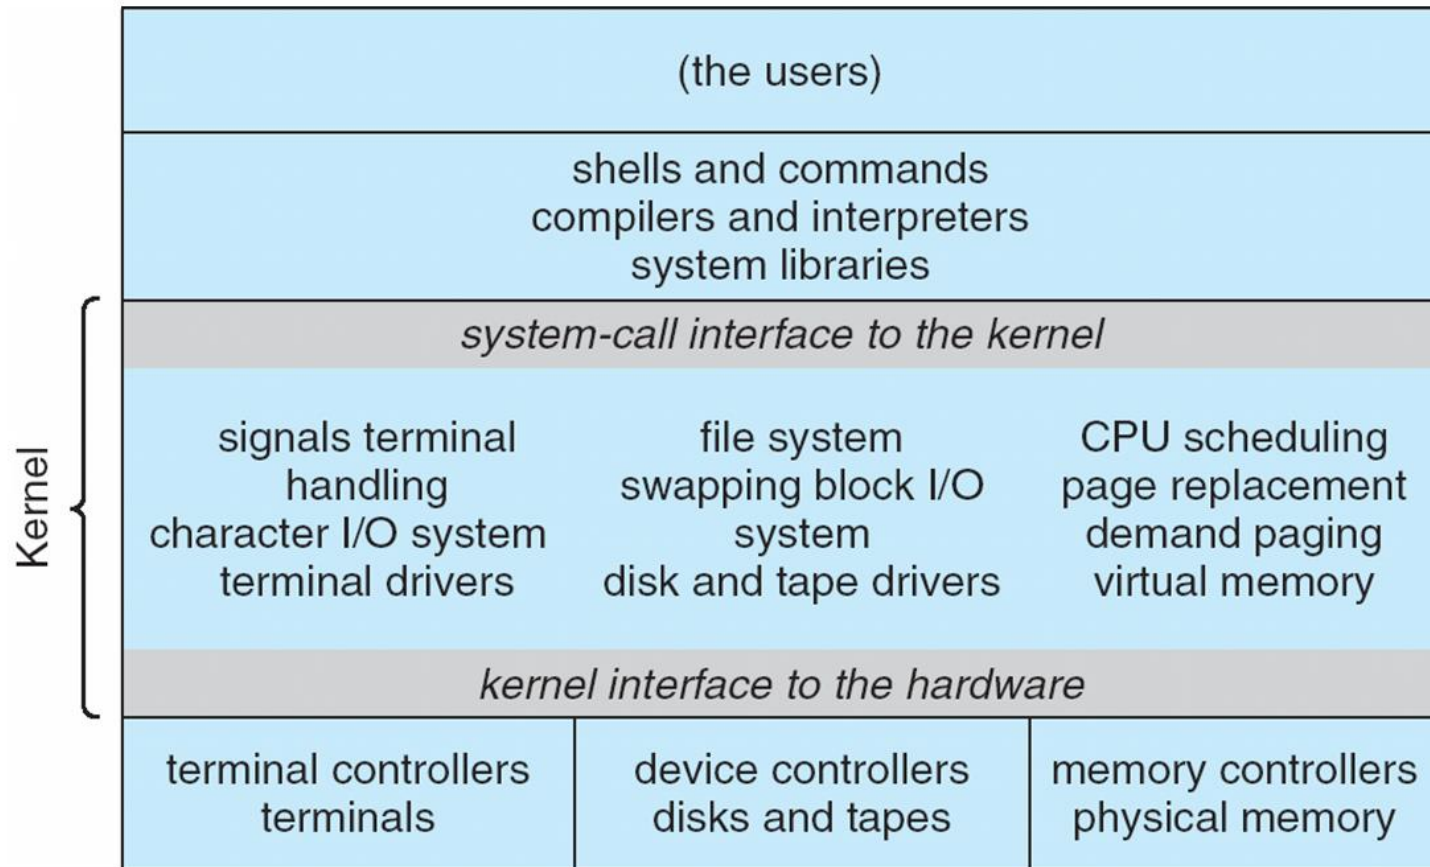 (the users)
shells and commands
compilers and interpreters
system libraries
Kernel
system-call interface to the kernel
signals terminal
handling
character I/O system
terminal drivers
file system
swapping block I/O
system
disk and tape drivers
CPU scheduling
page replacement
demand paging
virtual memory
kernel interface to the hardware
terminal controllers
terminals
device controllers
disks and tapes
memory controllers
physical memory